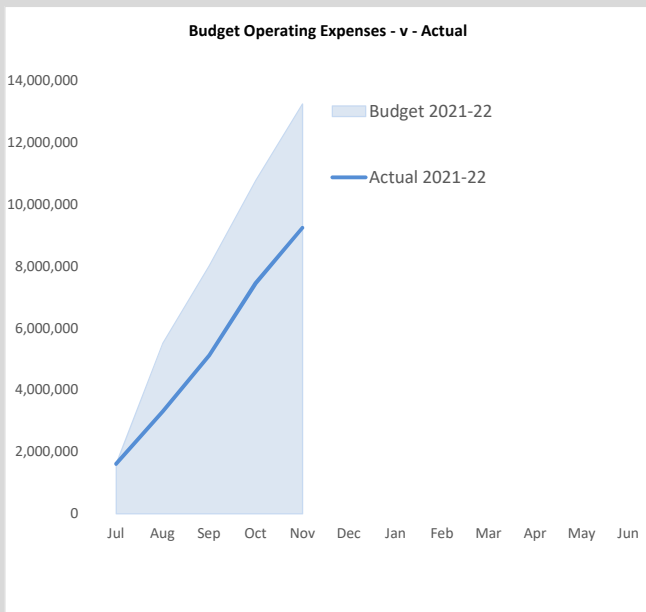 Budget Operating Expenses - v - Actual
14,000,000
12,000,000
10,000,000
8,000,000
6,000,000
4,000,000
2,000,000
0
Budget 2021-22
Actual 2021-22
Jul Aug Sep Oct Nov Dec Jan Feb Mar Apr May Jun